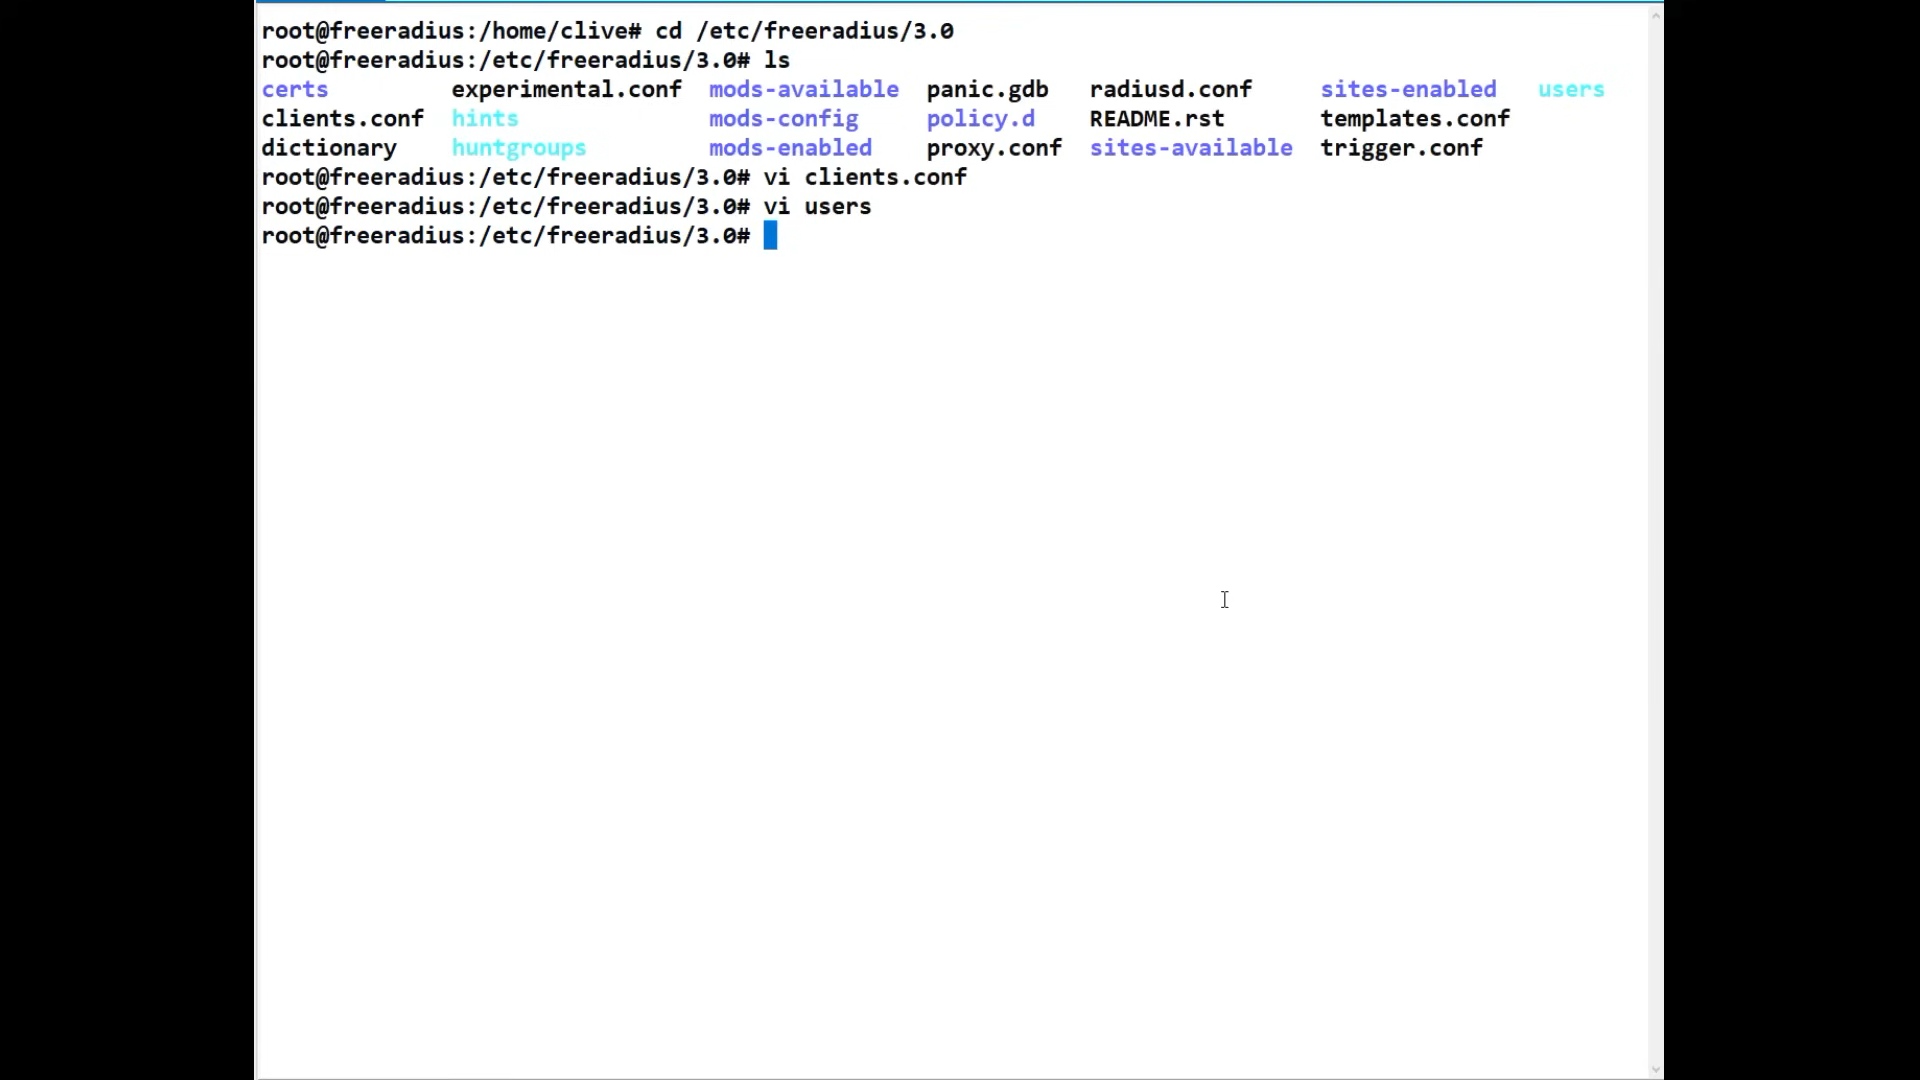 root@freeradius:/home/clive# cd /etc/freeradius/3.0
root@freeradius:/etc/freeradius/3.0# ls
certs experimental.conf mods-available panic.gdb radiusd.conf sites-enabled users
clients.conf hints mods-config policy.d README.rst templates.conf
dictionary huntgroups mods-enabled proxy.conf sites-available trigger.conf
root@freeradius:/etc/freeradius/3.0# vi clients.conf
root@freeradius:/etc/freeradius/3.0# vi users
root@freeradius:/etc/freeradius/3.0#